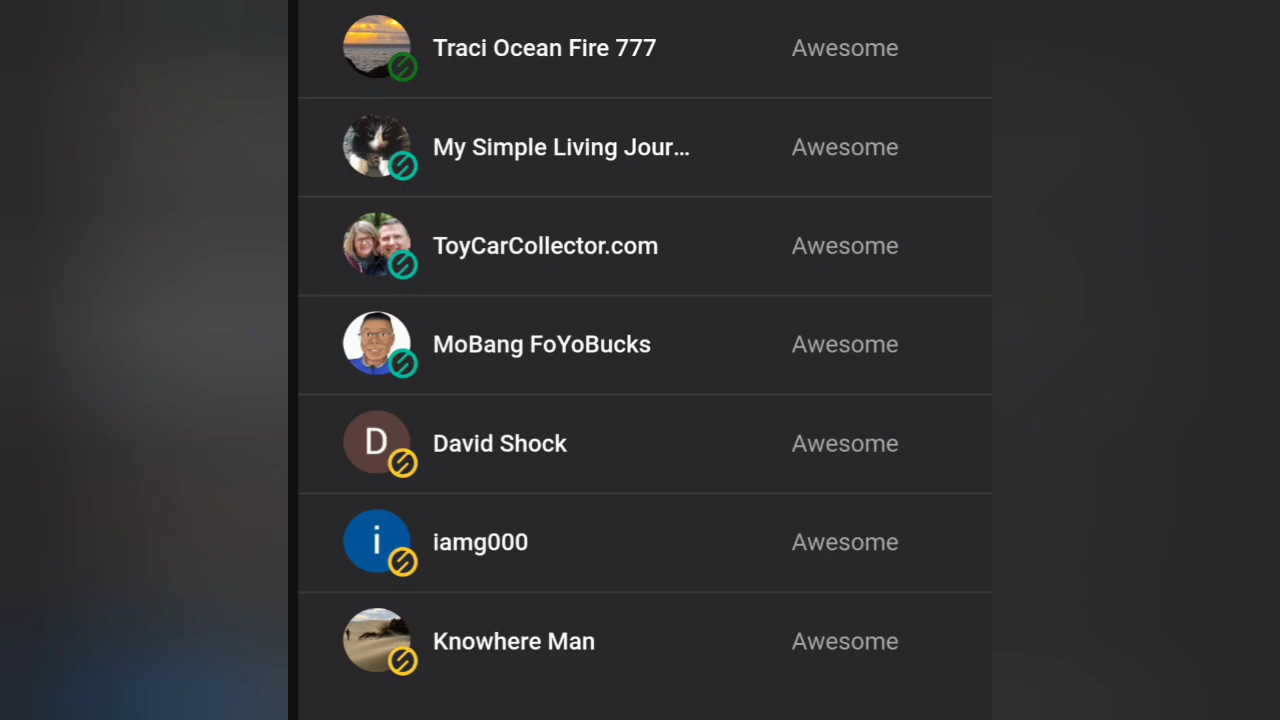 Traci Ocean Fire 777 Awesome
My Simple Living Jour... Awesome
ToyCarCollector.com Awesome
MoBang FoYoBucks Awesome
D David Shock Awesome
i iamg000 Awesome
Knowhere Man Awesome